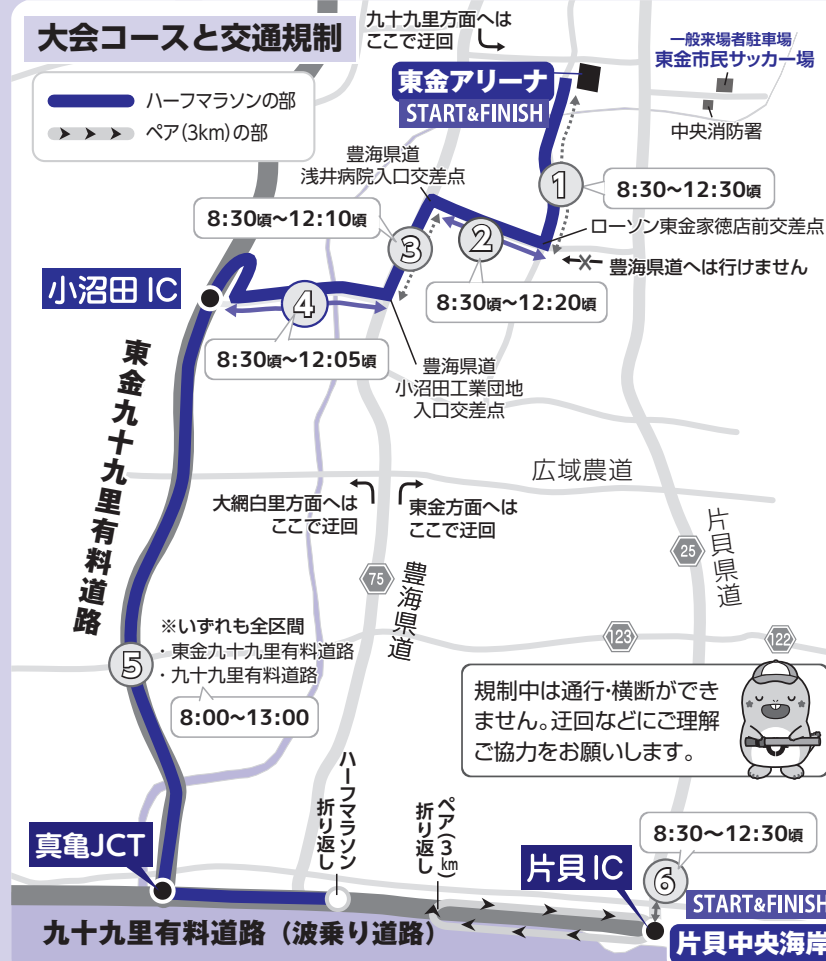 大会コースと交通規制
九十九里方面へは
ここで迂回
一般来場者駐車場
東金市民サッカー場
ハーフマラソンの部
ペア(3km)の部
東金アリーナ
START&FINISH
中央消防署
豊海県道
浅井病院入口交差点
①
8:30〜12:30頃
8:30頃〜12:10頃
③
②
ローソン東金家徳店前交差点
豊海県道へは行けません
小沼田 IC
④
8:30頃〜12:20頃
8:30頃〜12:05頃
豊海県道
小沼田工業団地
入口交差点
東金九十九里有料道路
広域農道
大網白里方面へは
ここで迂回
東金方面へは
ここで迂回
片貝県道
25
75
豊海県道
123
122
※いずれも全区間
・東金九十九里有料道路
・九十九里有料道路
⑤
8:00〜13:00
規制中は通行・横断ができ
ません。迂回などにご理解
ご協力をお願いします。
ハーフマラソン
折り返し
ペア(3km)
折り返し
8:30〜12:30頃
真亀JCT
片貝 IC
⑥
START&FINISH
九十九里有料道路（波乗り道路）
片貝中央海岸